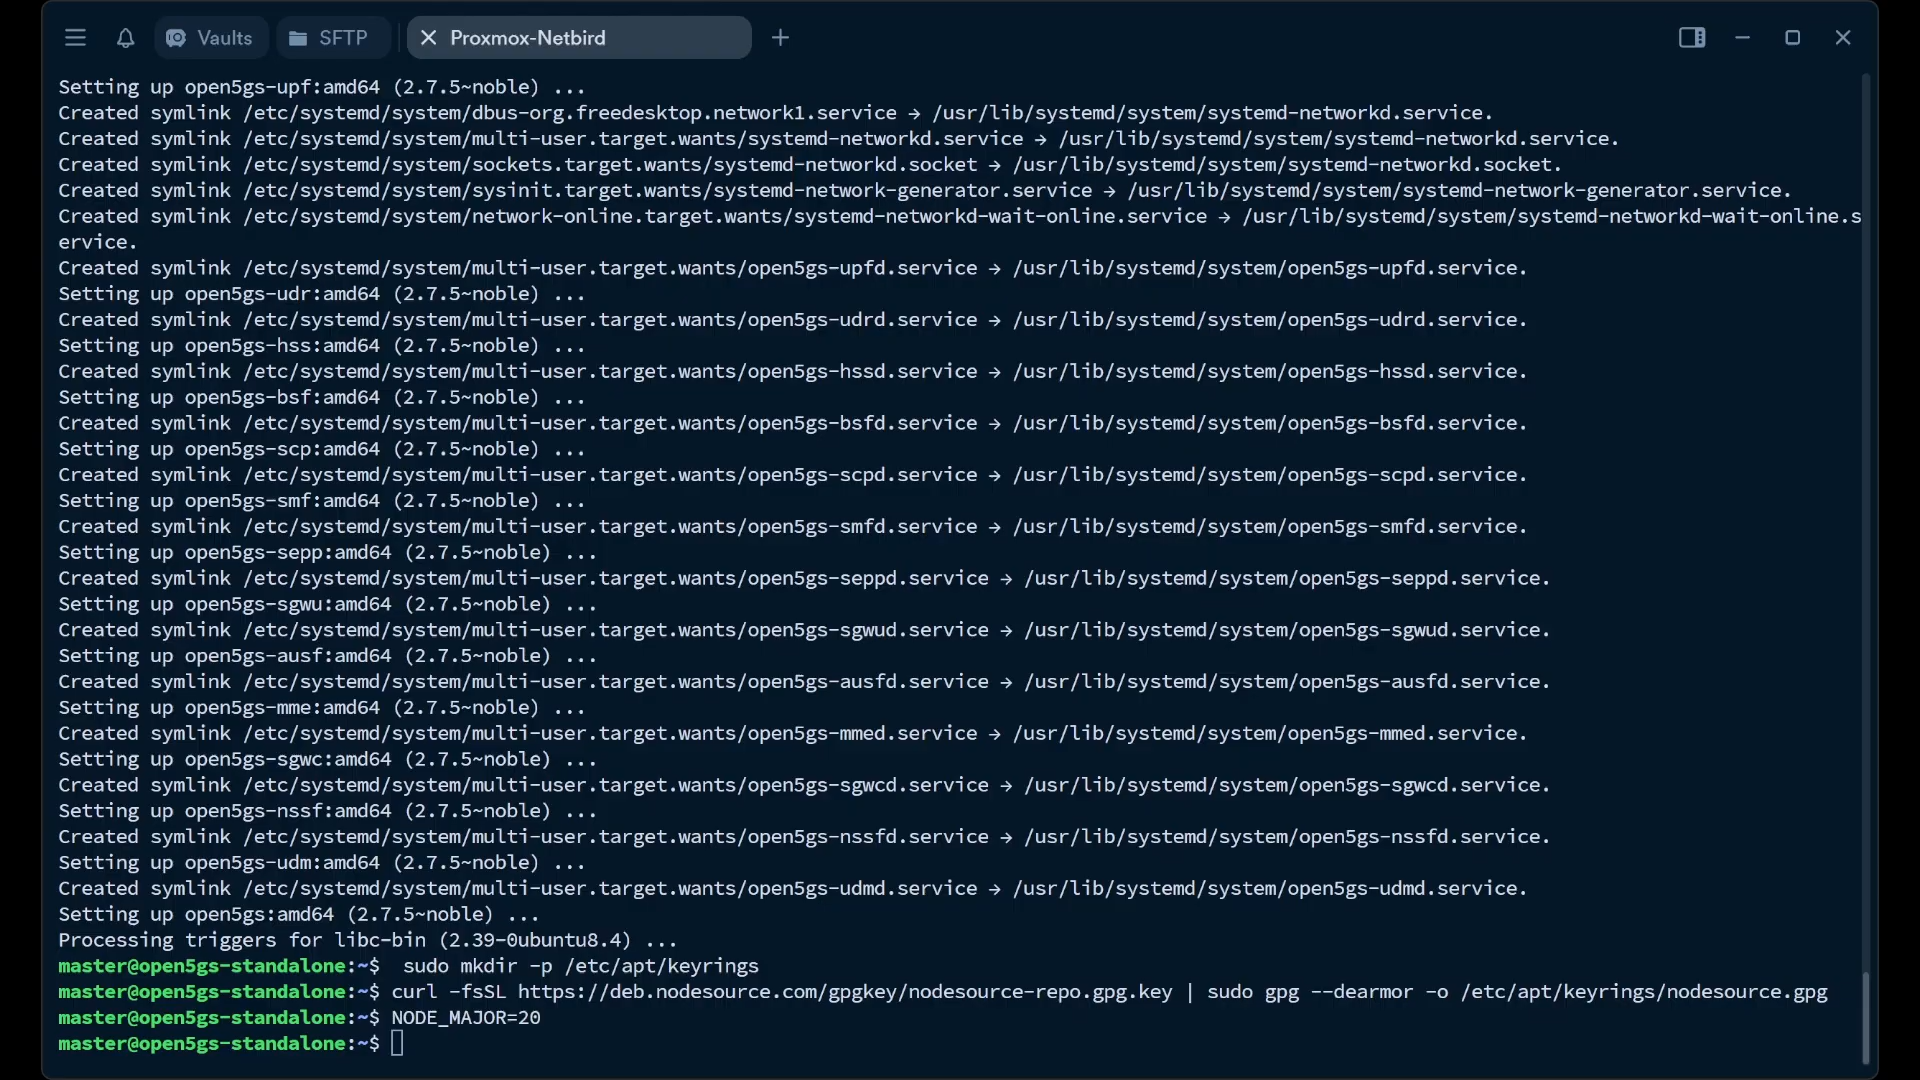 Vaults
SFTP
Proxmox-Netbird
Setting up open5gs-upf:amd64 (2.7.5~noble) ...
Created symlink /etc/systemd/system/dbus-org.freedesktop.network1.service → /usr/lib/systemd/system/systemd-networkd.service.
Created symlink /etc/systemd/system/multi-user.target.wants/systemd-networkd.service → /usr/lib/systemd/system/systemd-networkd.service.
Created symlink /etc/systemd/system/sockets.target.wants/systemd-networkd.socket → /usr/lib/systemd/system/systemd-networkd.socket.
Created symlink /etc/systemd/system/sysinit.target.wants/systemd-network-generator.service → /usr/lib/systemd/system/systemd-network-generator.service.
Created symlink /etc/systemd/system/network-online.target.wants/systemd-networkd-wait-online.service → /usr/lib/systemd/system/systemd-networkd-wait-online.s
ervice.
Created symlink /etc/systemd/system/multi-user.target.wants/open5gs-upfd.service → /usr/lib/systemd/system/open5gs-upfd.service.
Setting up open5gs-udr:amd64 (2.7.5~noble) ...
Created symlink /etc/systemd/system/multi-user.target.wants/open5gs-udrd.service → /usr/lib/systemd/system/open5gs-udrd.service.
Setting up open5gs-hss:amd64 (2.7.5~noble) ...
Created symlink /etc/systemd/system/multi-user.target.wants/open5gs-hssd.service → /usr/lib/systemd/system/open5gs-hssd.service.
Setting up open5gs-bsf:amd64 (2.7.5~noble) ...
Created symlink /etc/systemd/system/multi-user.target.wants/open5gs-bsfd.service → /usr/lib/systemd/system/open5gs-bsfd.service.
Setting up open5gs-scp:amd64 (2.7.5~noble) ...
Created symlink /etc/systemd/system/multi-user.target.wants/open5gs-scpd.service → /usr/lib/systemd/system/open5gs-scpd.service.
Setting up open5gs-smf:amd64 (2.7.5~noble) ...
Created symlink /etc/systemd/system/multi-user.target.wants/open5gs-smfd.service → /usr/lib/systemd/system/open5gs-smfd.service.
Setting up open5gs-sepp:amd64 (2.7.5~noble) ...
Created symlink /etc/systemd/system/multi-user.target.wants/open5gs-seppd.service → /usr/lib/systemd/system/open5gs-seppd.service.
Setting up open5gs-sgwu:amd64 (2.7.5~noble) ...
Created symlink /etc/systemd/system/multi-user.target.wants/open5gs-sgwud.service → /usr/lib/systemd/system/open5gs-sgwud.service.
Setting up open5gs-ausf:amd64 (2.7.5~noble) ...
Created symlink /etc/systemd/system/multi-user.target.wants/open5gs-ausfd.service → /usr/lib/systemd/system/open5gs-ausfd.service.
Setting up open5gs-mme:amd64 (2.7.5~noble) ...
Created symlink /etc/systemd/system/multi-user.target.wants/open5gs-mmed.service → /usr/lib/systemd/system/open5gs-mmed.service.
Setting up open5gs-sgwc:amd64 (2.7.5~noble) ...
Created symlink /etc/systemd/system/multi-user.target.wants/open5gs-sgwcd.service → /usr/lib/systemd/system/open5gs-sgwcd.service.
Setting up open5gs-nssf:amd64 (2.7.5~noble) ...
Created symlink /etc/systemd/system/multi-user.target.wants/open5gs-nssfd.service → /usr/lib/systemd/system/open5gs-nssfd.service.
Setting up open5gs-udm:amd64 (2.7.5~noble) ...
Created symlink /etc/systemd/system/multi-user.target.wants/open5gs-udmd.service → /usr/lib/systemd/system/open5gs-udmd.service.
Setting up open5gs:amd64 (2.7.5~noble) ...
Processing triggers for libc-bin (2.39-0ubuntu8.4) ...
master@open5gs-standalone:~$  sudo mkdir -p /etc/apt/keyrings
master@open5gs-standalone:~$ curl -fsSL https://deb.nodesource.com/gpgkey/nodesource-repo.gpg.key | sudo gpg --dearmor -o /etc/apt/keyrings/nodesource.gpg
master@open5gs-standalone:~$ NODE_MAJOR=20
master@open5gs-standalone:~$